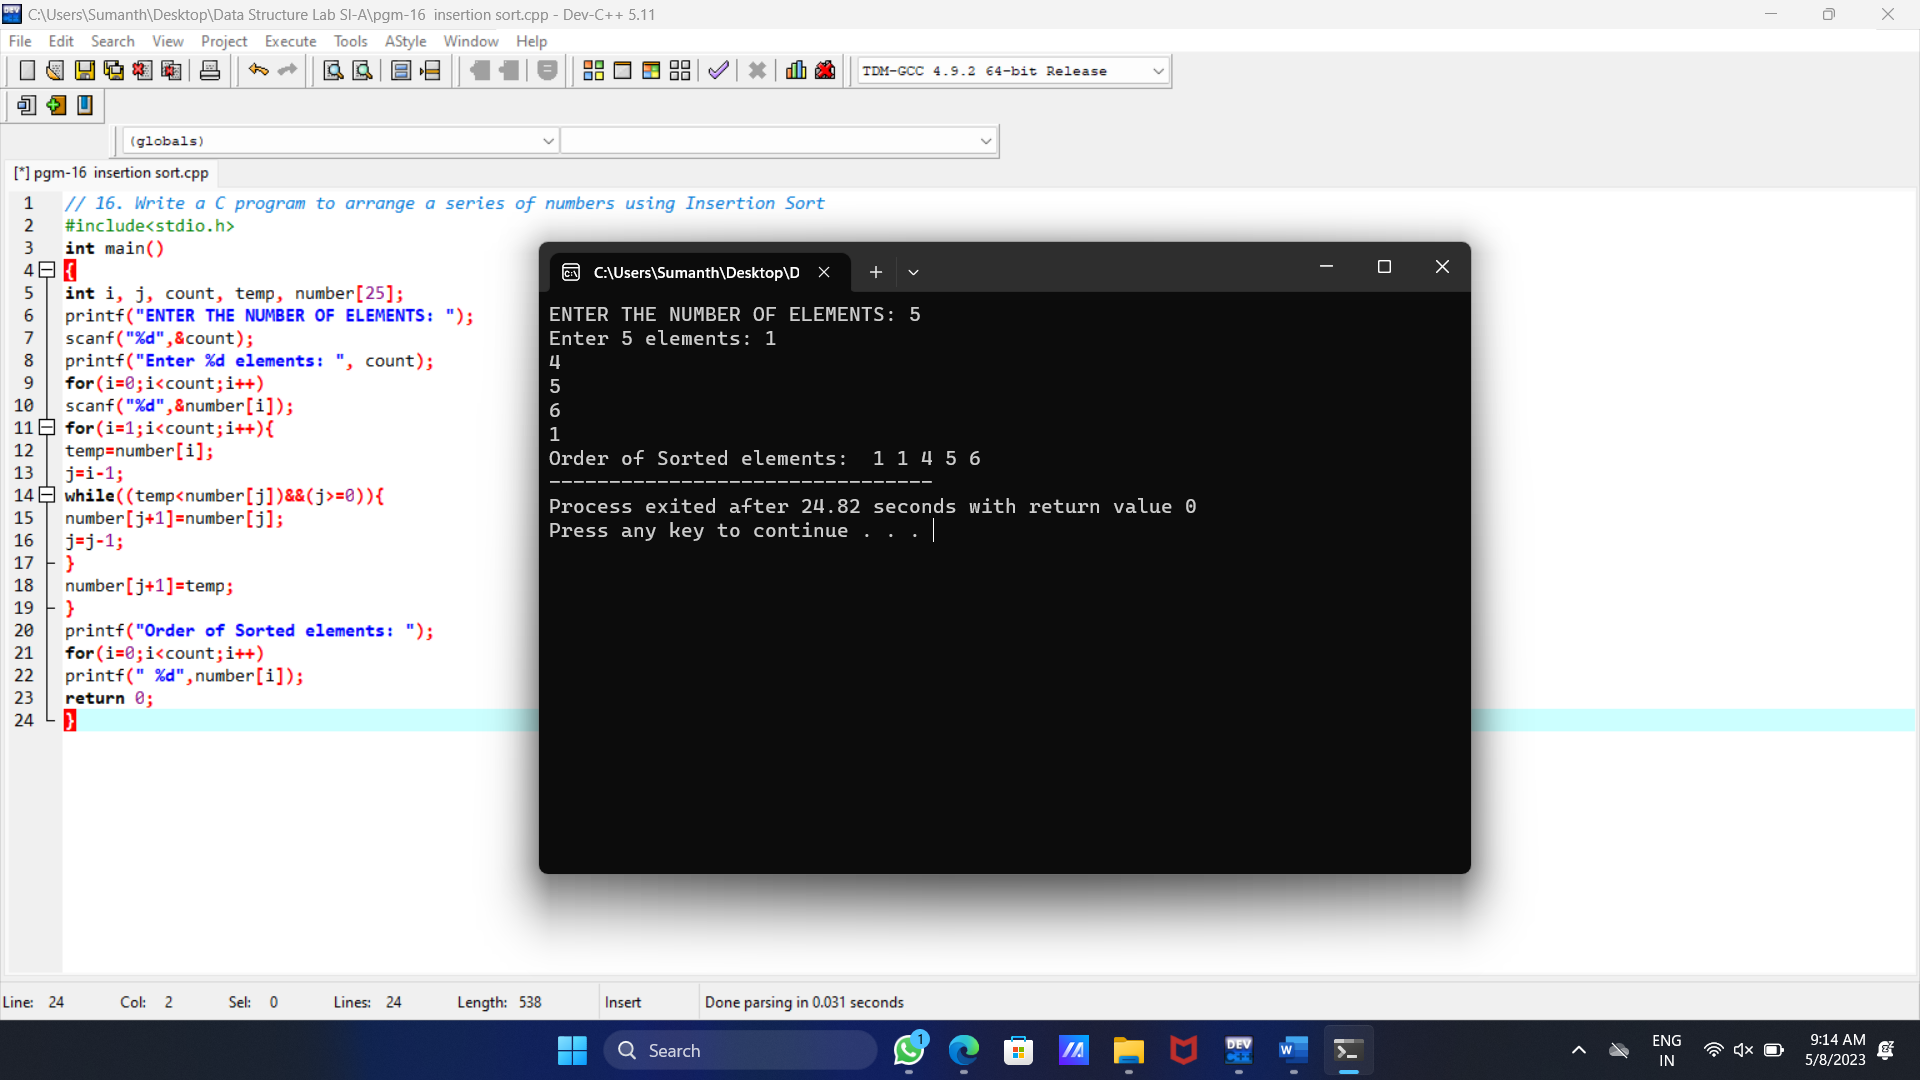 C:\Users\Sumanth\Desktop\Data Structure Lab SI-A\pgm-16  insertion sort.cpp - Dev-C++ 5.11
File Edit Search View Project Execute Tools AStyle Window Help
TDM-GCC 4.9.2 64-bit Release
(globals)
[*] pgm-16  insertion sort.cpp
1 // 16. Write a C program to arrange a series of numbers using Insertion Sort
2 #include<stdio.h>
3 int main()
4 {
5 int i, j, count, temp, number[25];
6 printf("ENTER THE NUMBER OF ELEMENTS: ");
7 scanf("%d",&count);
8 printf("Enter %d elements: ", count);
9 for(i=0;i<count;i++)
10 scanf("%d",&number[i]);
11 for(i=1;i<count;i++){
12 temp=number[i];
13 j=i-1;
14 while((temp<number[j])&&(j>=0)){
15 number[j+1]=number[j];
16 j=j-1;
17 }
18 number[j+1]=temp;
19 }
20 printf("Order of Sorted elements: ");
21 for(i=0;i<count;i++)
22 printf(" %d",number[i]);
23 return 0;
24 }
C:\Users\Sumanth\Desktop\D
ENTER THE NUMBER OF ELEMENTS: 5
Enter 5 elements: 1
4
5
6
1
Order of Sorted elements:  1 1 4 5 6
--------------------------------
Process exited after 24.82 seconds with return value 0
Press any key to continue . . .
Line: 24 Col: 2 Sel: 0 Lines: 24 Length: 538 Insert Done parsing in 0.031 seconds
Search
1
DEV
C++
W
ENG
IN
9:14 AM
5/8/2023